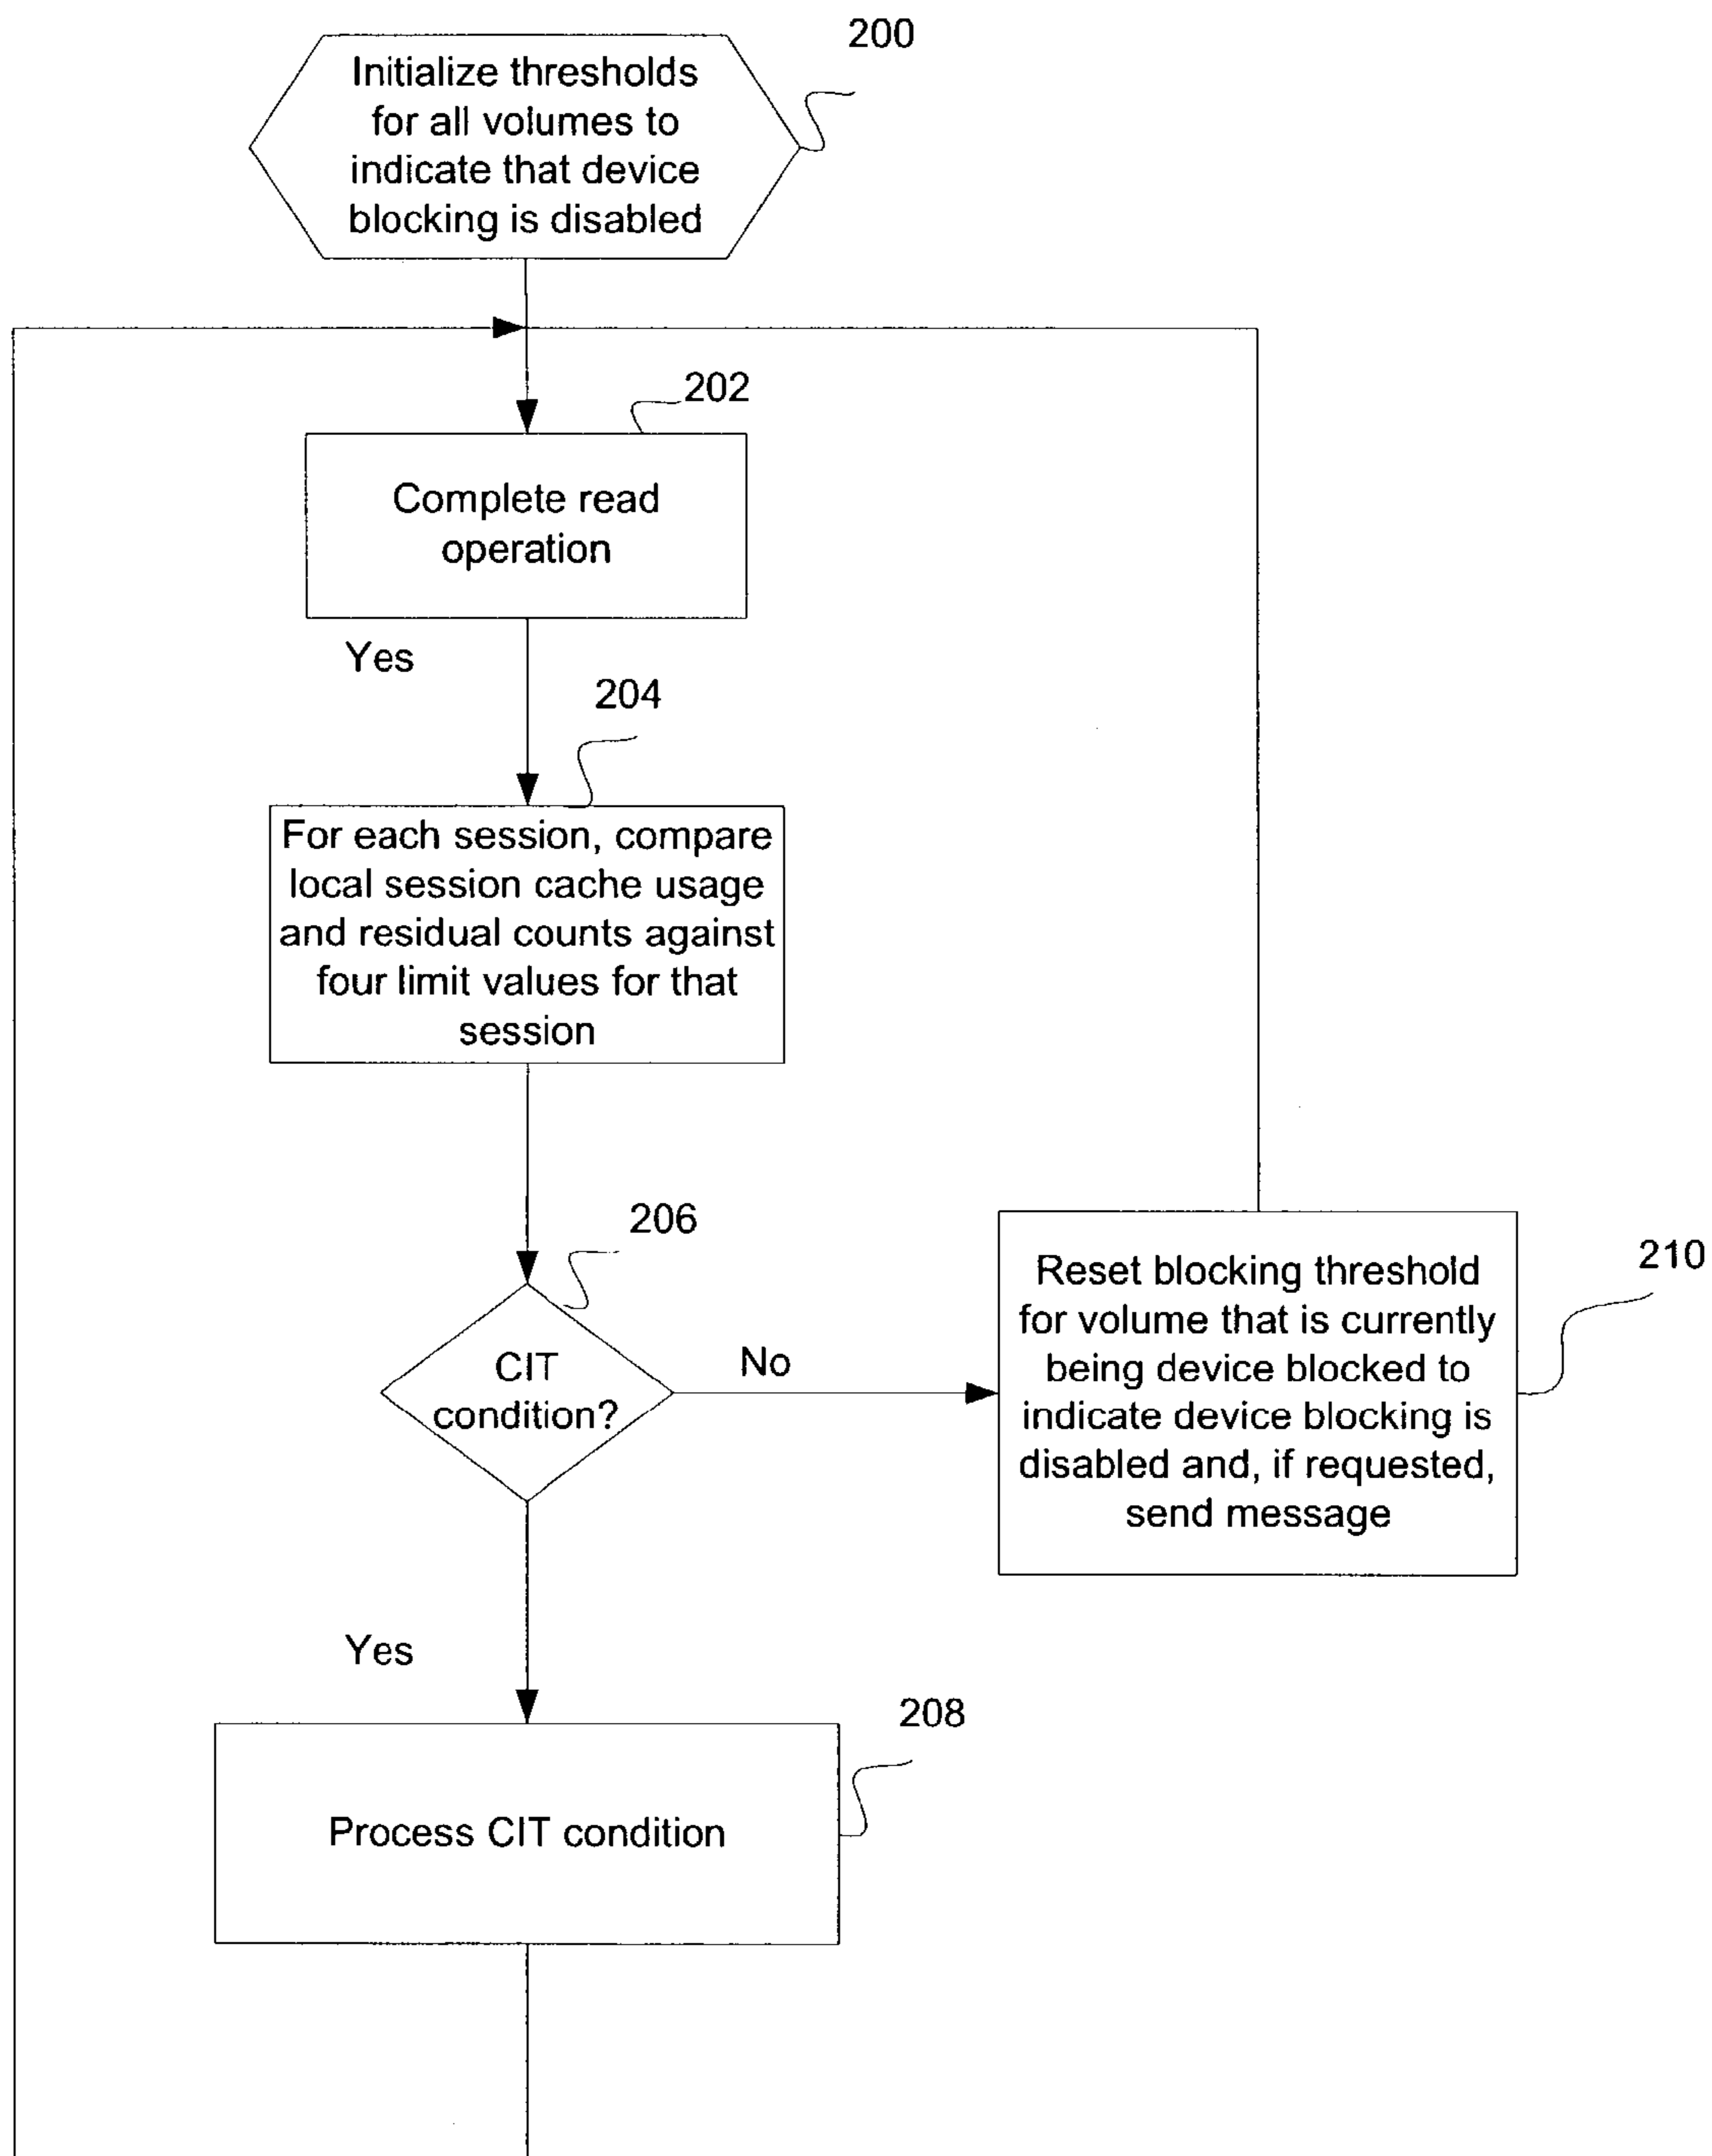 200
Initialize thresholds
for all volumes to
indicate that device
blocking is disabled
202
Complete read
operation
Yes
204
For each session, compare
local session cache usage
and residual counts against
four limit values for that
session
206
CIT
condition?
No
210
Reset blocking threshold
for volume that is currently
being device blocked to
indicate device blocking is
disabled and, if requested,
send message
Yes
208
Process CIT condition